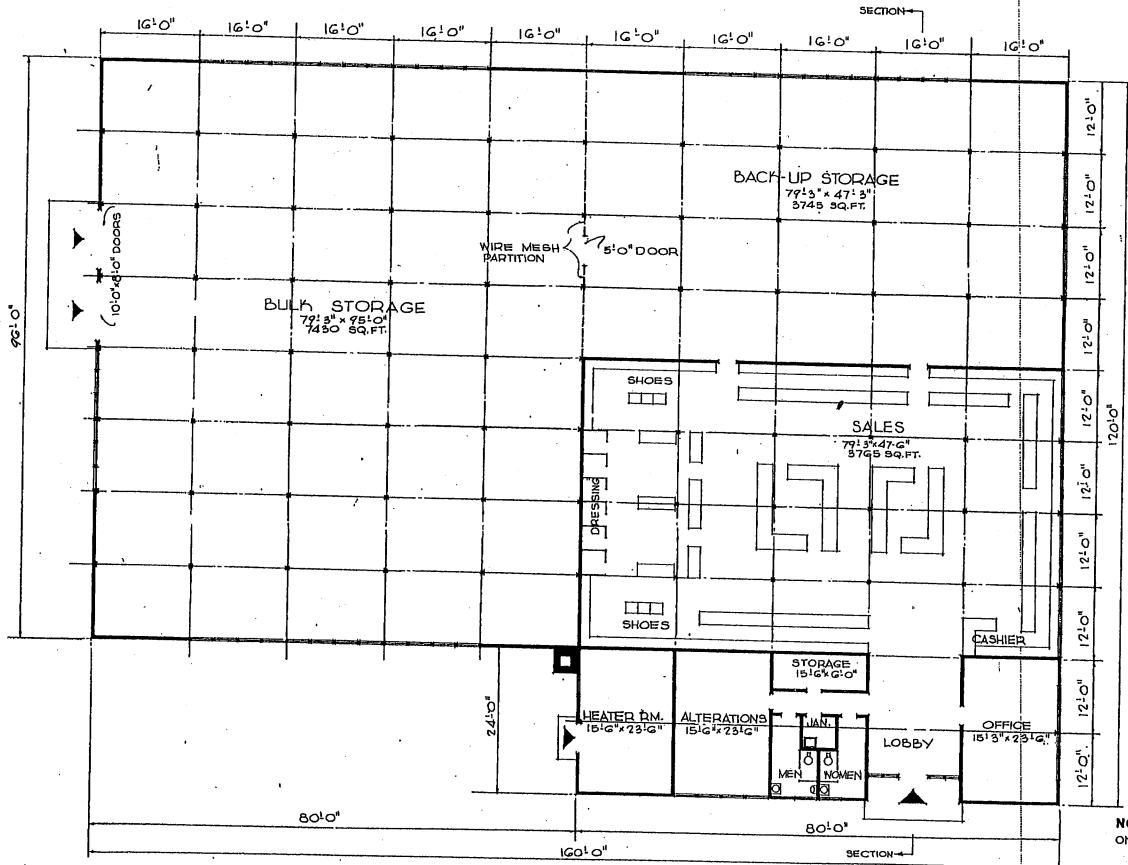 SECTION
16'-0" 16'-0" 16'-0" 16'-0" 16'-0" 16'-0" 16'-0" 16'-0" 16'-0" 16'-0"
96'-0"
12'-0"
12'-0"
12'-0"
12'-0"
12'-0"
12'-0"
12'-0"
12'-0"
12'-0"
12'-0"
120'-0"
BACK-UP STORAGE
79'-3" x 47'-3"
3745 SQ.FT.
10'-0"x8'-0" DOORS
WIRE MESH
PARTITION
5'-0" DOOR
BULK STORAGE
79'-3" x 95'-0"
7430 SQ.FT.
SHOES
SALES
79'-3"x47'-6"
3765 SQ.FT.
DRESSING
SHOES
CASHIER
STORAGE
15'-6"x6'-0"
24'-0"
HEATER RM.
15'-6"x23'-6"
ALTERATIONS
15'-6"x23'-6"
JAN.
LOBBY
OFFICE
15'-3"x23'-6"
MEN
WOMEN
80'-0"
80'-0"
160'-0"
SECTION